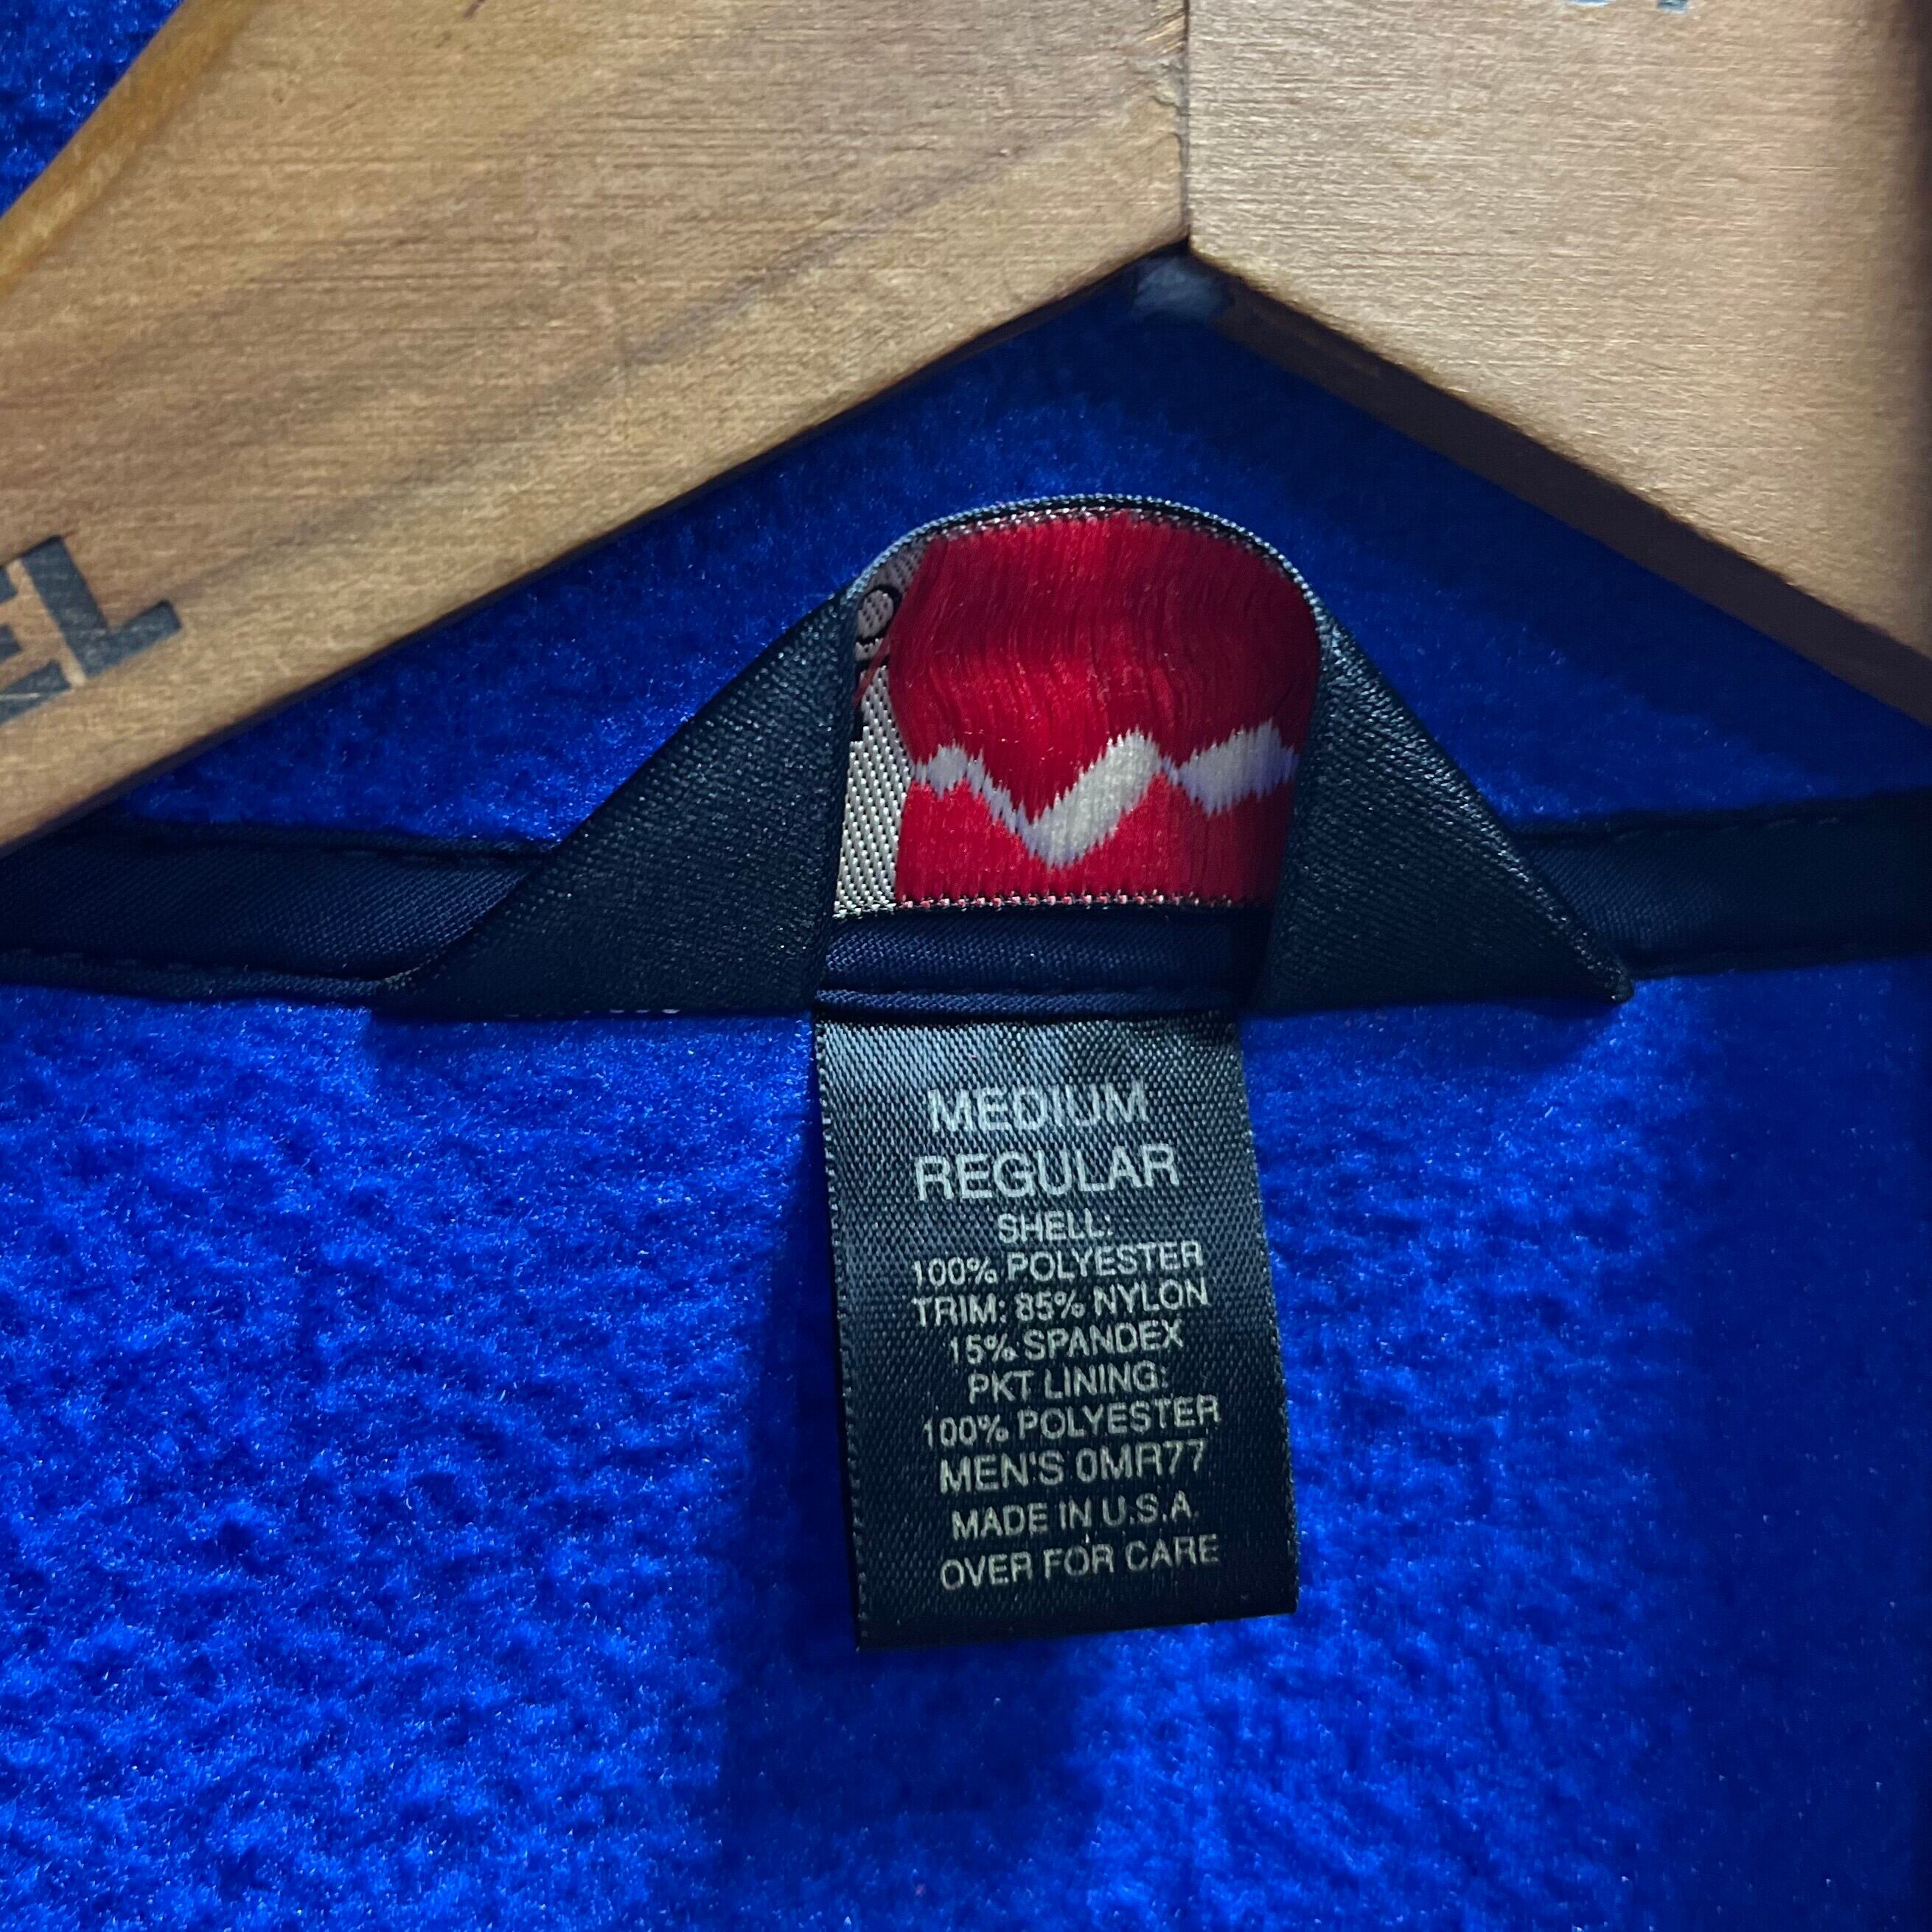 EL
MEDIUM
REGULAR
SHELL:
100% POLYESTER
TRIM: 85% NYLON
15% SPANDEX
PKT LINING:
100% POLYESTER
MEN'S 0MR77
MADE IN U.S.A
OVER FOR CARE